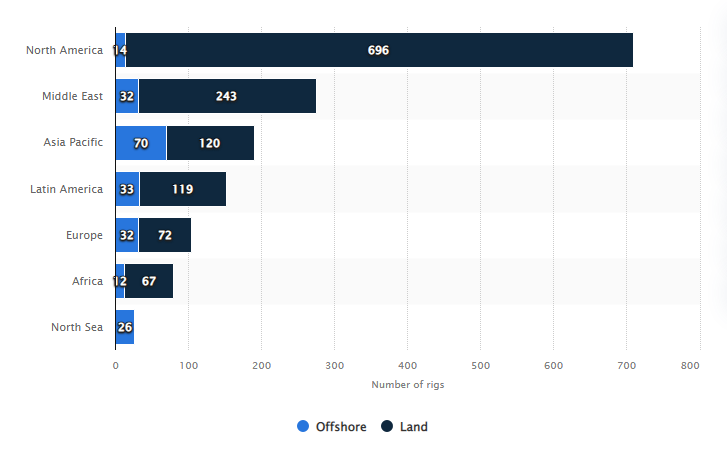 North America 14 696
Middle East 32 243
Asia Pacific 70 120
Latin America 33 119
Europe 32 72
Africa 12 67
North Sea 26
0 100 200 300 400 500 600 700 800
Number of rigs
Offshore Land